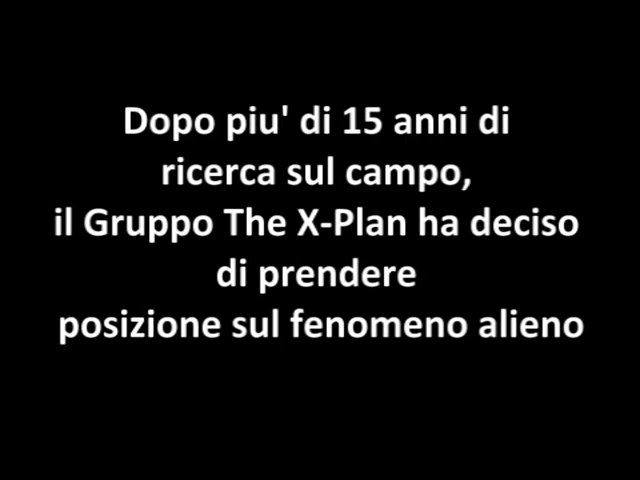 Dopo piu' di 15 anni di
ricerca sul campo,
il Gruppo The X-Plan ha deciso
di prendere
posizione sul fenomeno alieno